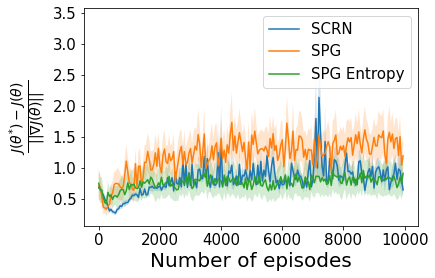 3.5
3.0
2.5
2.0
1.5
1.0
0.5
J(θ*) − J(θ)
||∇J(θ)||
SCRN
SPG
SPG Entropy
0 2000 4000 6000 8000 10000
Number of episodes